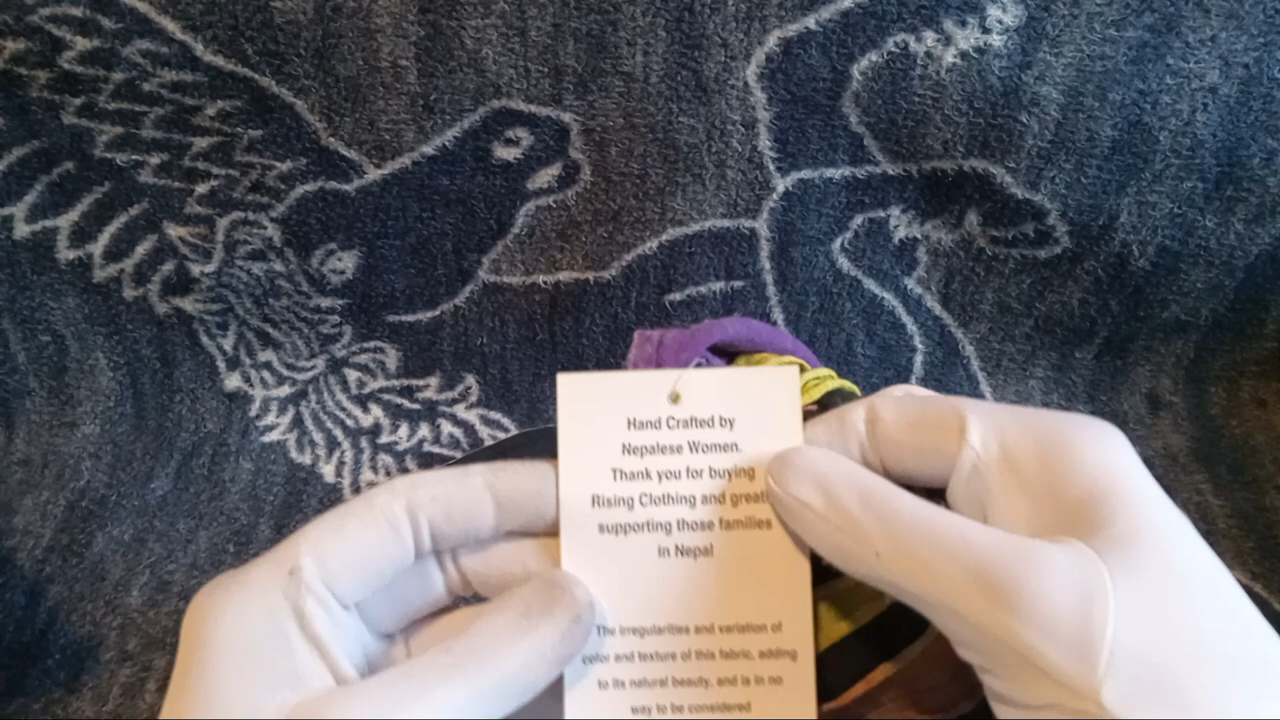 Hand Crafted by
Nepalese Women.
Thank you for buying
Rising Clothing and
supporting those families
in Nepal
The irregularities and variation of
color and texture of this fabric, adding
to its natural beauty, and is in no
way to be considered